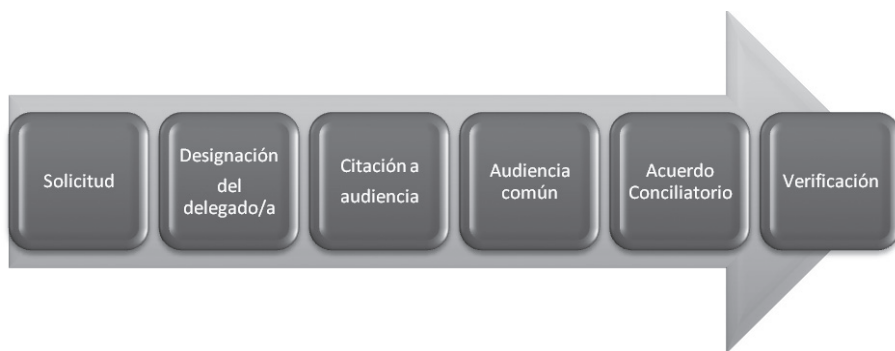 Solicitud
Designación
del
delegado/a
Citación a
audiencia
Audiencia
común
Acuerdo
Conciliatorio
Verificación